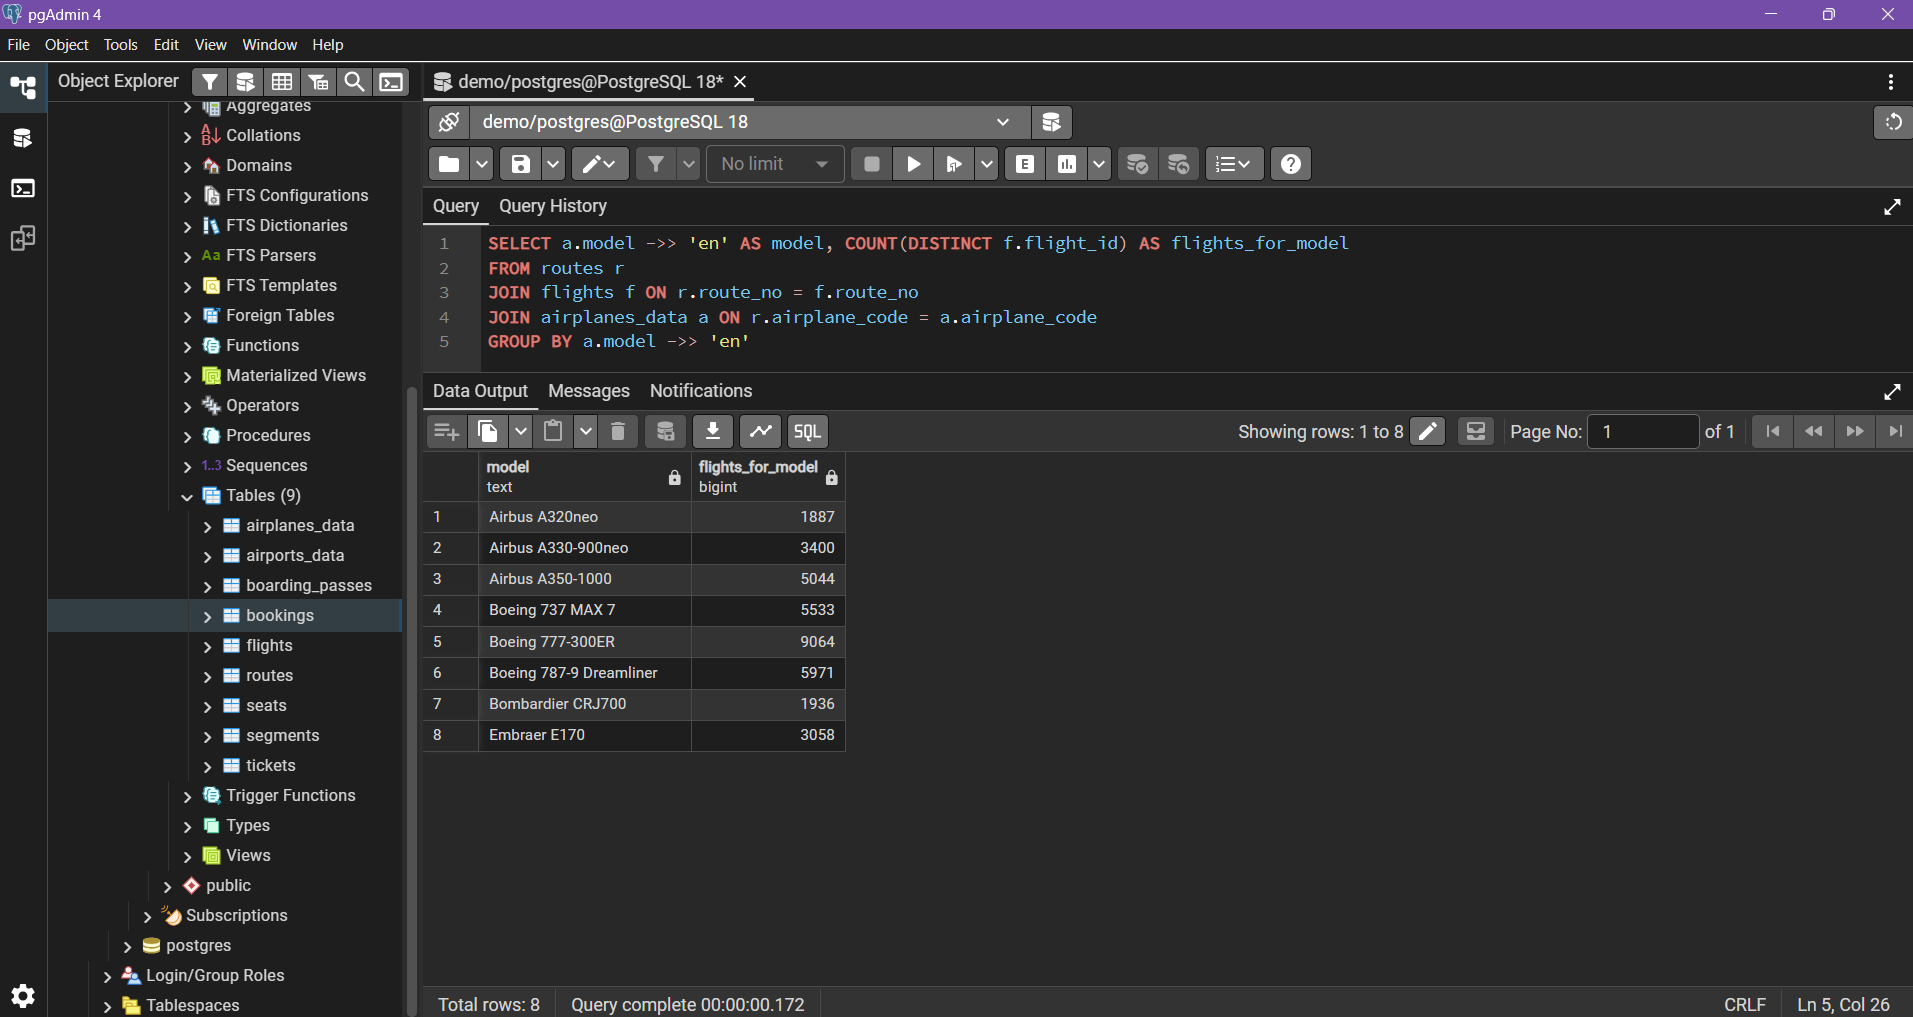 pgAdmin 4
File Object Tools Edit View Window Help
Object Explorer
demo/postgres@PostgreSQL 18*
demo/postgres@PostgreSQL 18
No limit
E
Query Query History
1 SELECT a.model ->> 'en' AS model, COUNT(DISTINCT f.flight_id) AS flights_for_model
2 FROM routes r
3 JOIN flights f ON r.route_no = f.route_no
4 JOIN airplanes_data a ON r.airplane_code = a.airplane_code
5 GROUP BY a.model ->> 'en'
Data Output Messages Notifications
SQL
Showing rows: 1 to 8
Page No: 1 of 1
model flights_for_model
text bigint
1 Airbus A320neo 1887
2 Airbus A330-900neo 3400
3 Airbus A350-1000 5044
4 Boeing 737 MAX 7 5533
5 Boeing 777-300ER 9064
6 Boeing 787-9 Dreamliner 5971
7 Bombardier CRJ700 1936
8 Embraer E170 3058
Total rows: 8 Query complete 00:00:00.172 CRLF Ln 5, Col 26
Aggregates
Collations
Domains
FTS Configurations
FTS Dictionaries
Aa FTS Parsers
FTS Templates
Foreign Tables
Functions
Materialized Views
Operators
Procedures
1..3 Sequences
Tables (9)
airplanes_data
airports_data
boarding_passes
bookings
flights
routes
seats
segments
tickets
Trigger Functions
Types
Views
public
Subscriptions
postgres
Login/Group Roles
Tablespaces